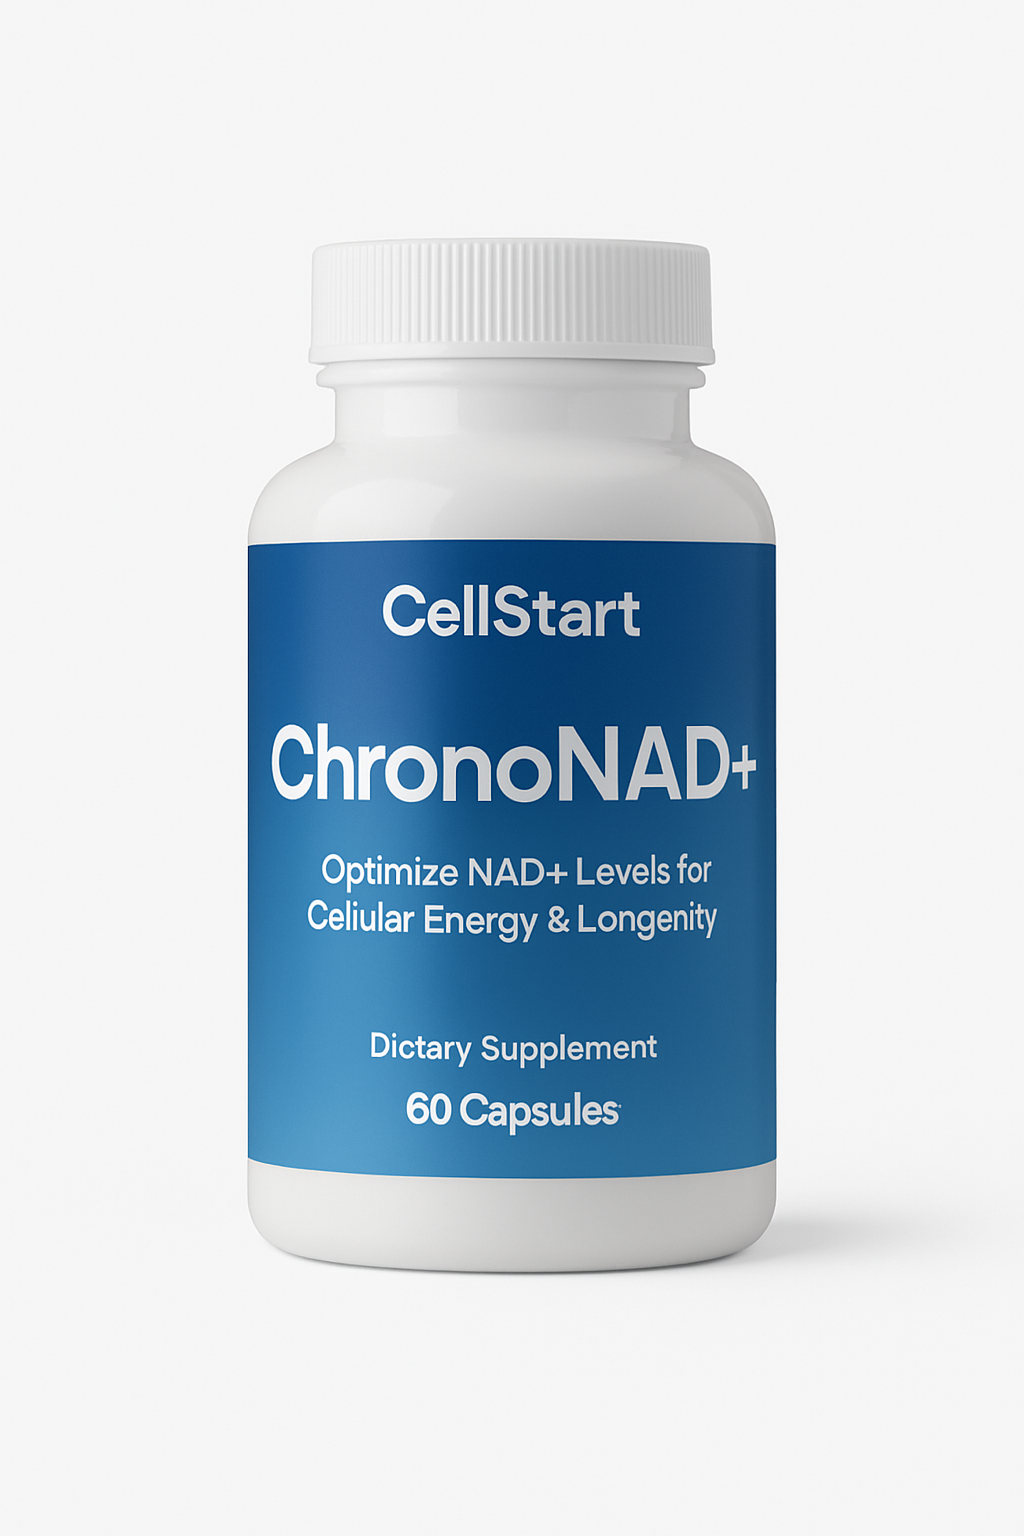 CellStart
ChronoNAD+
Optimize NAD+ Levels for
Celiular Energy & Longenity
Dictary Supplement
60 Capsules